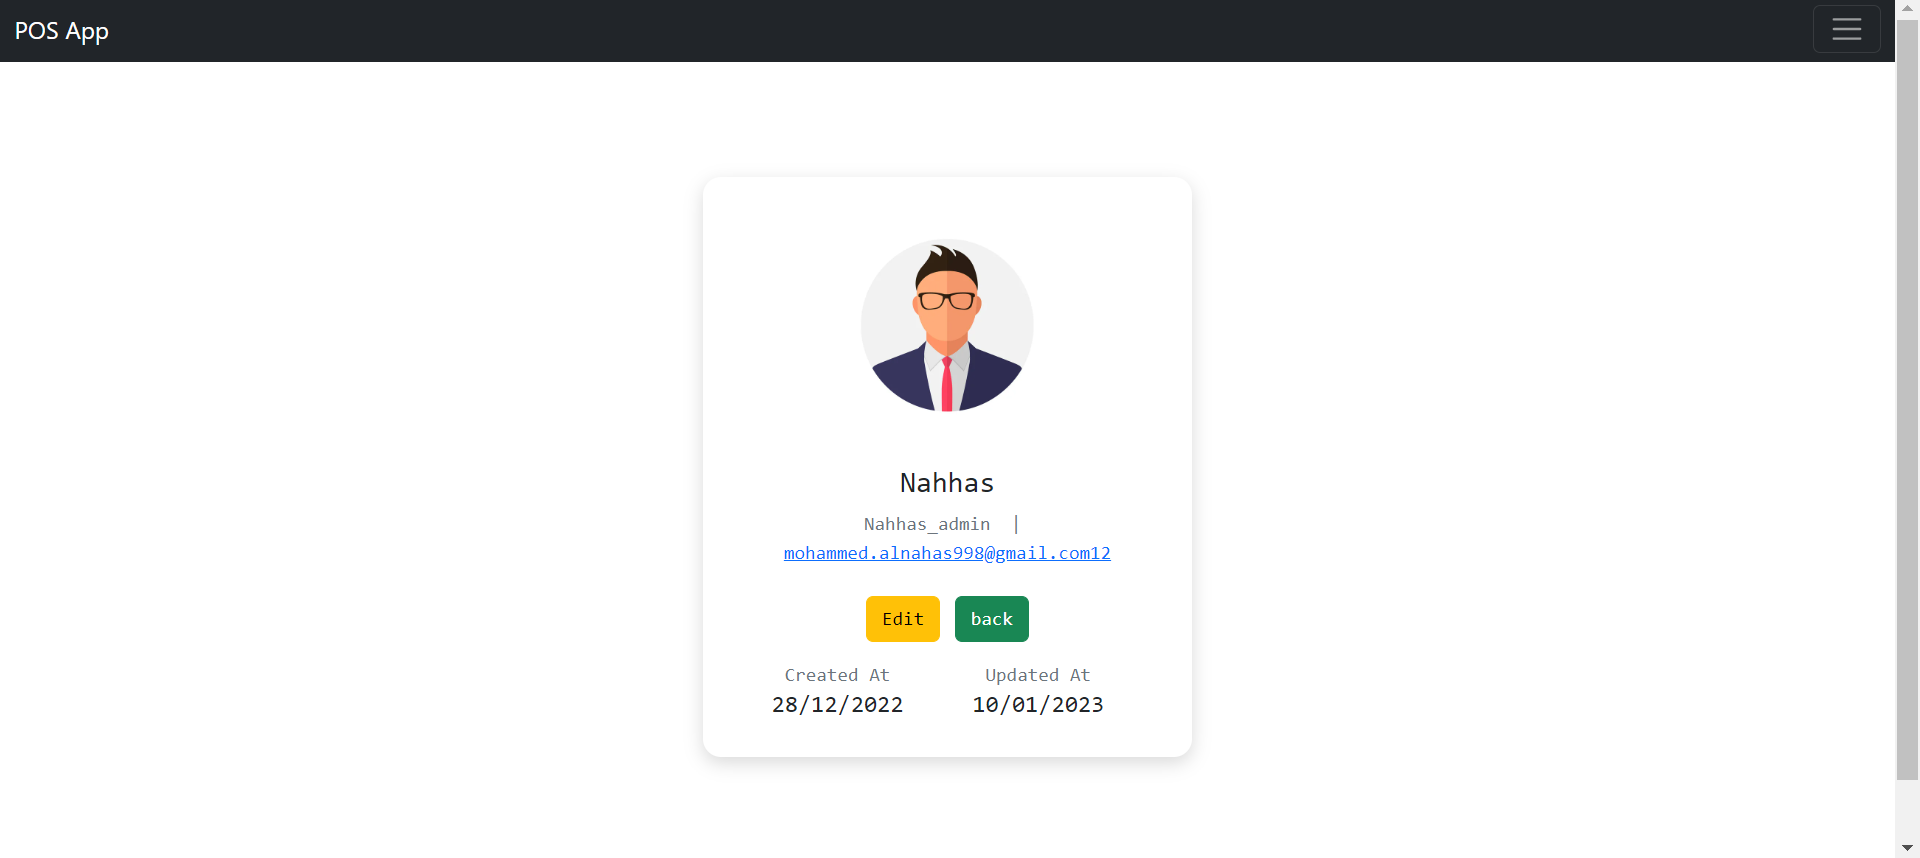 POS App
Nahhas
Nahhas_admin |
mohammed.alnahas998@gmail.com12
Edit back
Created At Updated At
28/12/2022 10/01/2023